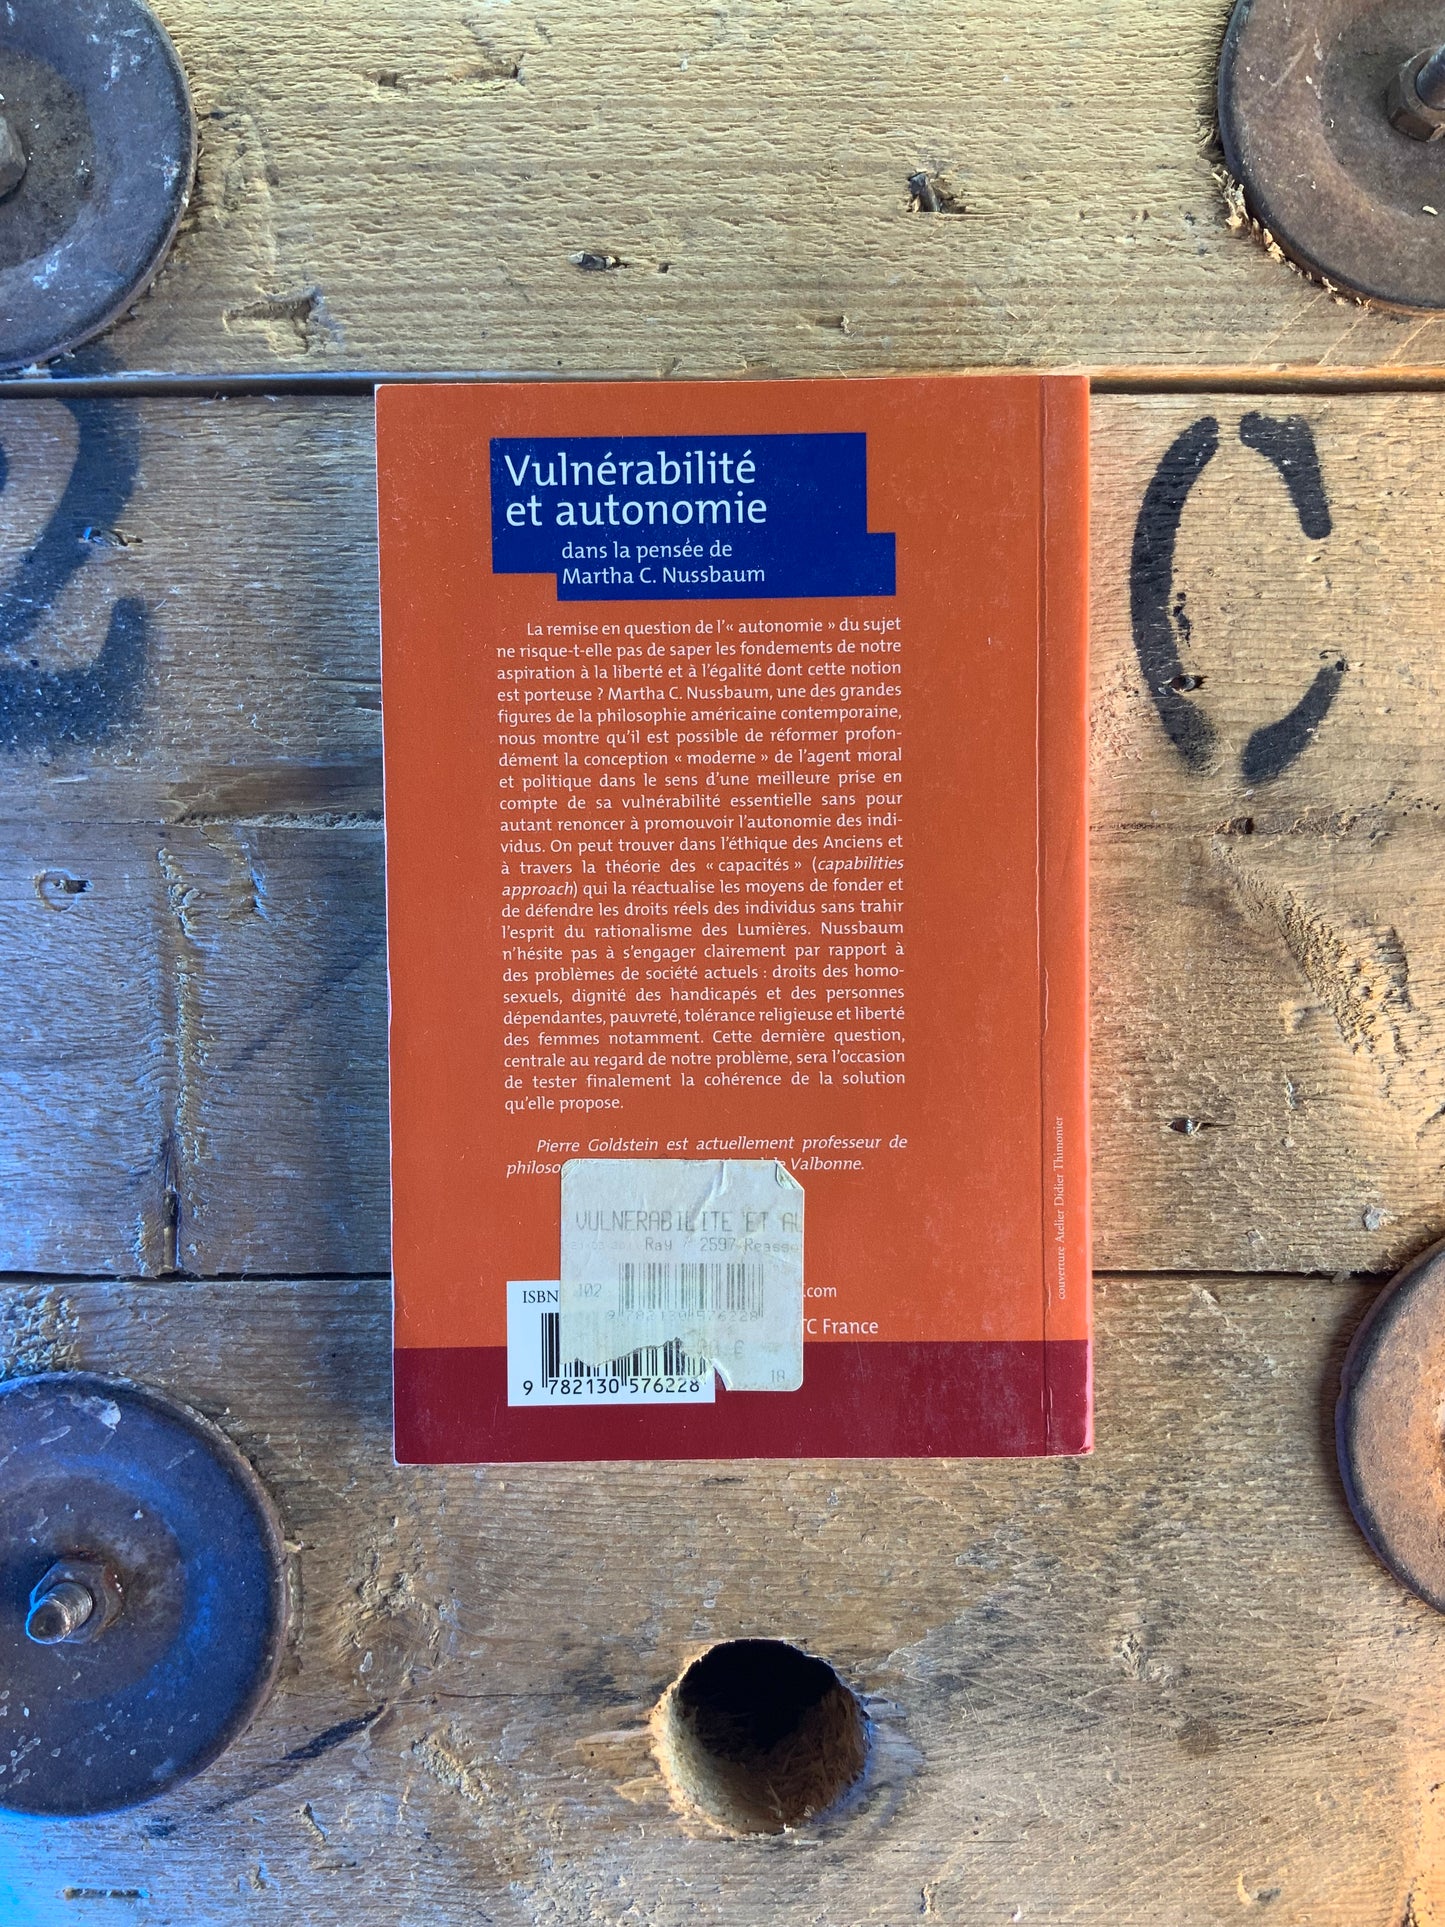 Vulnérabilité
et autonomie
dans la pensée de
Martha C. Nussbaum
La remise en question de l'« autonomie » du sujet
ne risque-t-elle pas de saper les fondements de notre
aspiration à la liberté et à l'égalité dont cette notion
est porteuse ? Martha C. Nussbaum, une des grandes
figures de la philosophie américaine contemporaine,
nous montre qu'il est possible de réformer profon-
dément la conception « moderne » de l'agent moral
et politique dans le sens d'une meilleure prise en
compte de sa vulnérabilité essentielle sans pour
autant renoncer à promouvoir l'autonomie des indi-
vidus. On peut trouver dans l'éthique des Anciens et
à travers la théorie des « capacités » (capabilities
approach) qui la réactualise les moyens de fonder et
de défendre les droits réels des individus sans trahir
l'esprit du rationalisme des Lumières. Nussbaum
n'hésite pas à s'engager clairement par rapport à
des problèmes de société actuels : droits des homo-
sexuels, dignité des handicapés et des personnes
dépendantes, pauvreté, tolérance religieuse et liberté
des femmes notamment. Cette dernière question,
centrale au regard de notre problème, sera l'occasion
de tester finalement la cohérence de la solution
qu'elle propose.
Pierre Goldstein est actuellement professeur de
philoso Valbonne.
VULNERABILITE ET AU
Ray / 2597 Reass
102
9 782130 576228
18
ISBN
.com
TC France
9 782130 576228
couverture Atelier Didier Thimonier
C